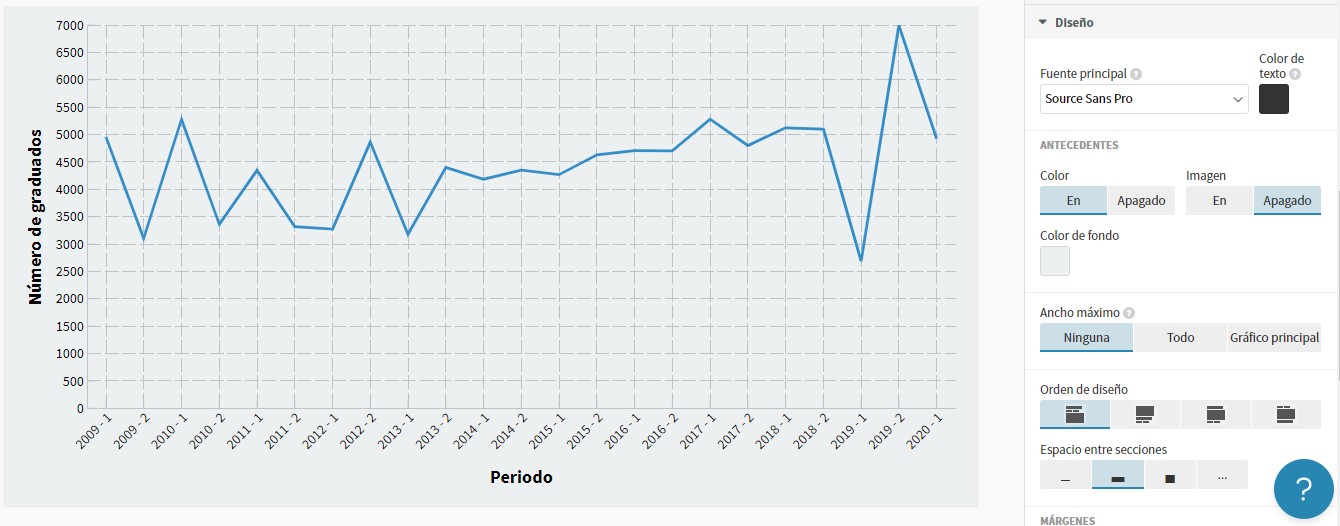 7000
6500
6000
5500
5000
4500
4000
3500
3000
2500
2000
1500
1000
500
0
Número de graduados
2009 - 1
2009 - 2
2010 - 1
2010 - 2
2011 - 1
2011 - 2
2012 - 1
2012 - 2
2013 - 1
2013 - 2
2014 - 1
2014 - 2
2015 - 1
2015 - 2
2016 - 1
2016 - 2
2017 - 1
2017 - 2
2018 - 1
2018 - 2
2019 - 1
2019 - 2
2020 - 1
Periodo
Diseño
Fuente principal ?
Color de
texto ?
Source Sans Pro
ANTECEDENTES
Color
Imagen
En Apagado
En Apagado
Color de fondo
Ancho máximo ?
Ninguna Todo Gráfico principal
Orden de diseño
Espacio entre secciones
...
?
MÁRGENES